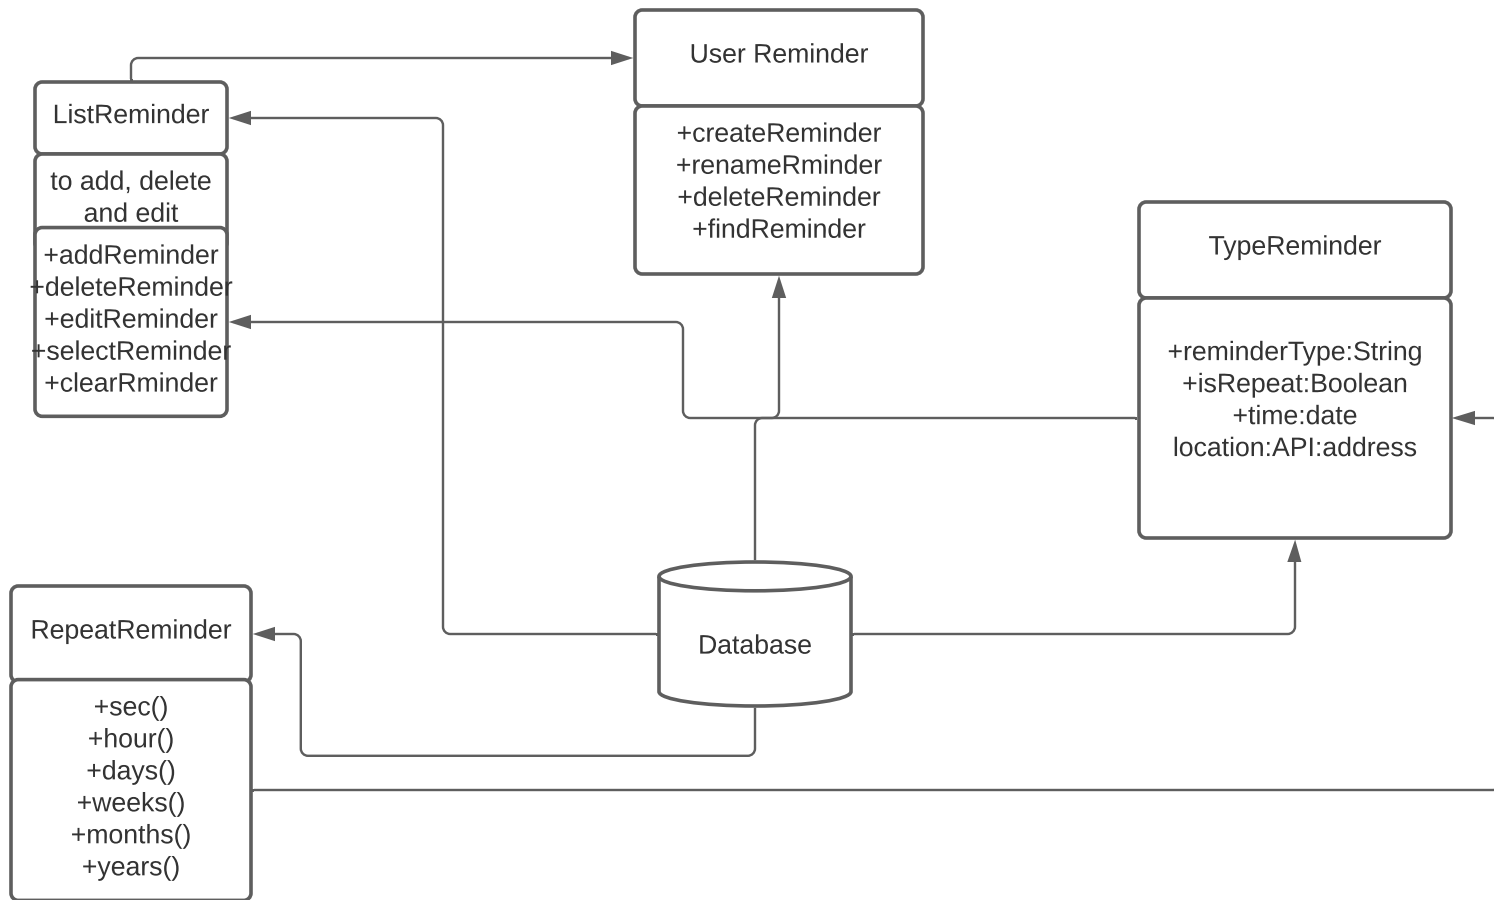 User Reminder
+createReminder
+renameRminder
+deleteReminder
+findReminder
ListReminder
to add, delete
and edit
+addReminder
+deleteReminder
+editReminder
+selectReminder
+clearRminder
TypeReminder
+reminderType:String
+isRepeat:Boolean
+time:date
location:API:address
Database
RepeatReminder
+sec()
+hour()
+days()
+weeks()
+months()
+years()